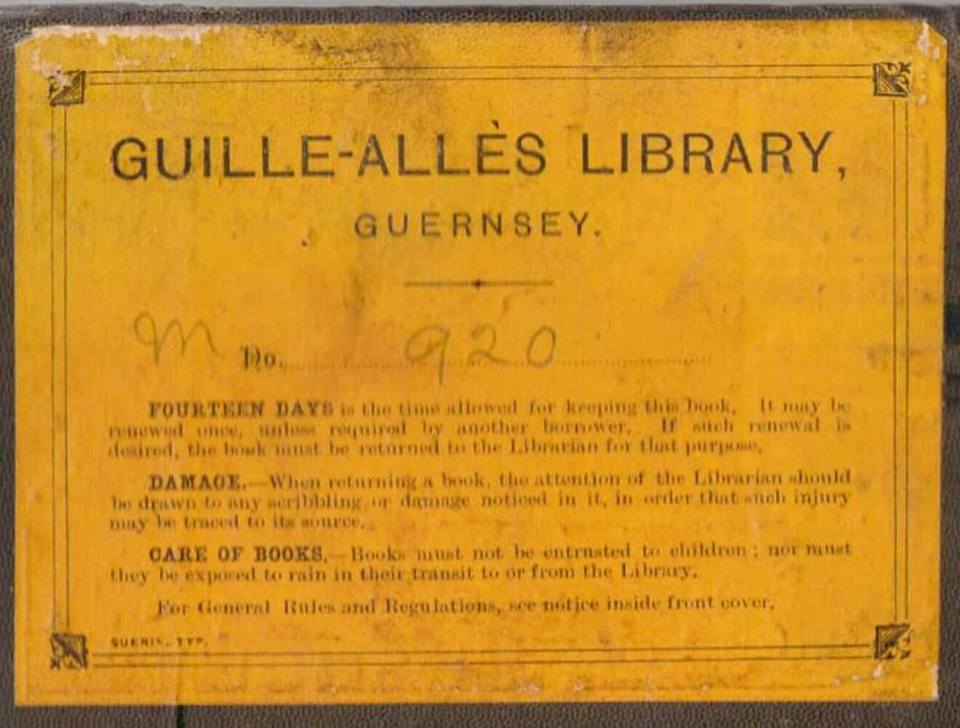 GUILLE-ALLÈS LIBRARY,
GUERNSEY.
M No. 920
FOURTEEN DAYS is the time allowed for keeping this book. It may be
renewed once, unless required by another borrower. If such renewal is
desired, the book must be returned to the Librarian for that purpose.
DAMAGE.—When returning a book, the attention of the Librarian should
be drawn to any scribbling or damage noticed in it, in order that such injury
may be traced to its source.
CARE OF BOOKS.—Books must not be entrusted to children; nor must
they be exposed to rain in their transit to or from the Library.
For General Rules and Regulations, see notice inside front cover.
TYP.